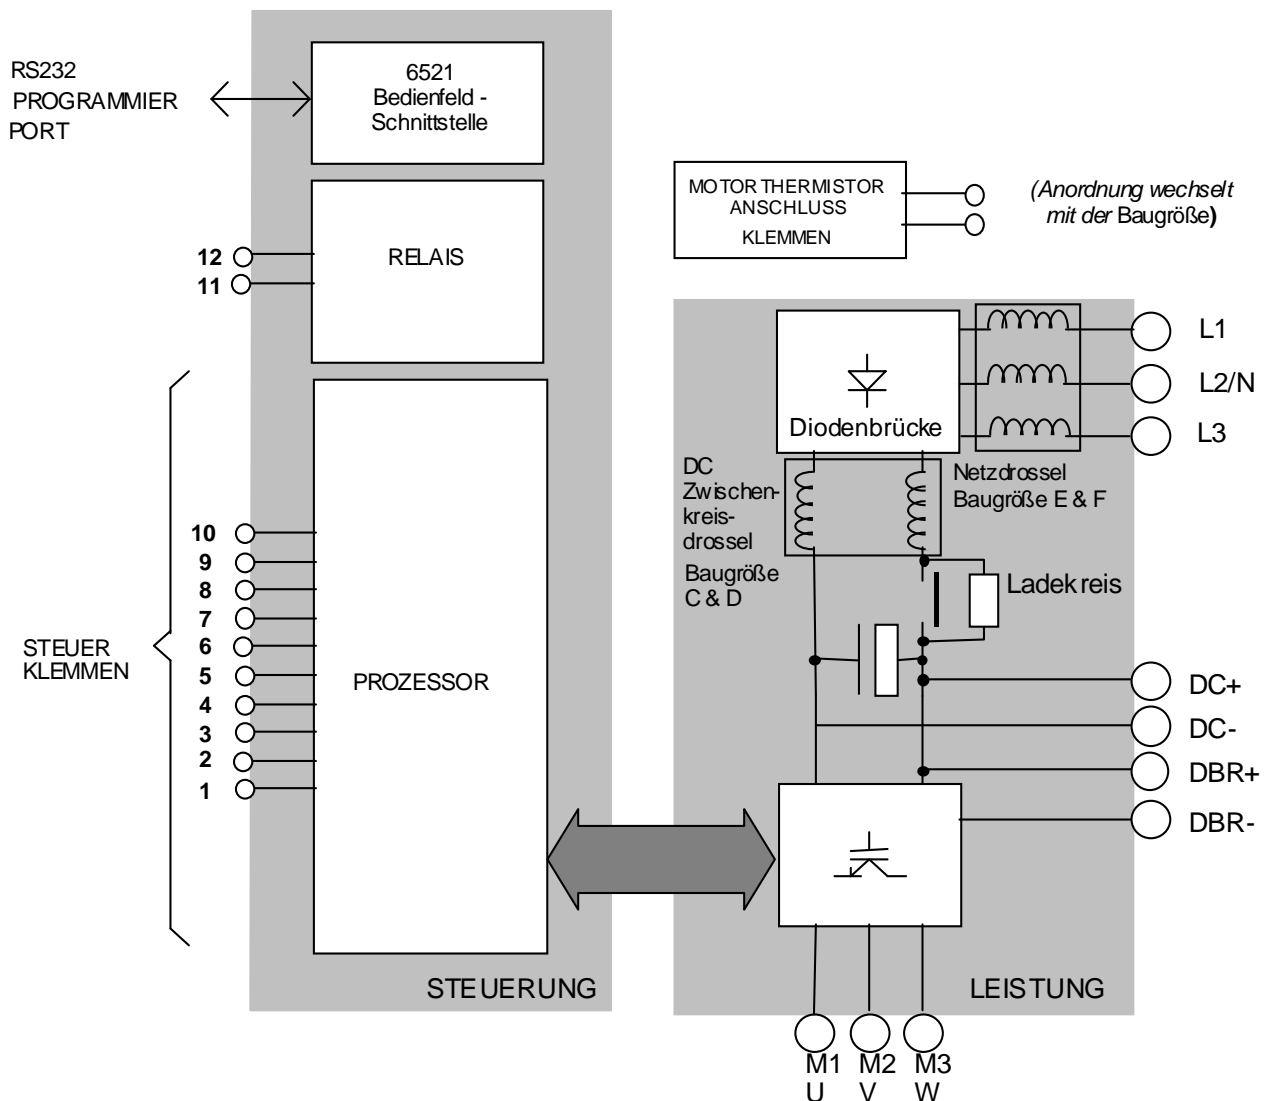 RS232
PROGRAMMIER
PORT
6521
Bedienfeld -
Schnittstelle
RELAIS
12
11
STEUER
KLEMMEN
10
9
8
7
6
5
4
3
2
1
PROZESSOR
STEUERUNG
MOTOR THERMISTOR
ANSCHLUSS
KLEMMEN
(Anordnung wechselt
mit der Baugröße)
Diodenbrücke
L1
L2/N
L3
DC
Zwischen-
kreis-
drossel
Baugröße
C & D
Netzdrossel
Baugröße E & F
Ladekreis
DC+
DC-
DBR+
DBR-
LEISTUNG
M1 M2 M3
U V W